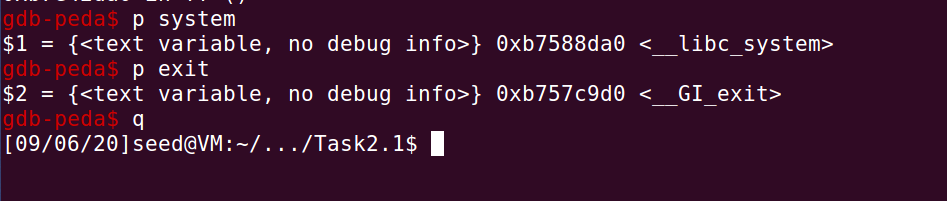 gdb-peda$ p system
$1 = {<text variable, no debug info>} 0xb7588da0 <__libc_system>
gdb-peda$ p exit
$2 = {<text variable, no debug info>} 0xb757c9d0 <__GI_exit>
gdb-peda$ q
[09/06/20]seed@VM:~/.../Task2.1$